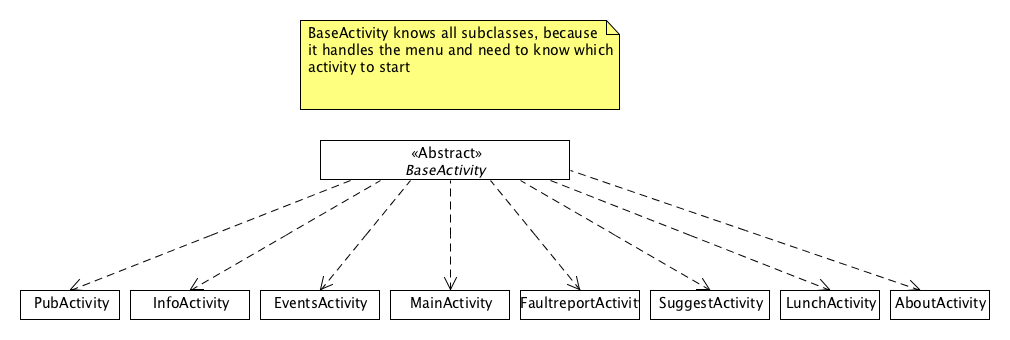 BaseActivity knows all subclasses, because
it handles the menu and need to know which
activity to start
«Abstract»
BaseActivity
PubActivity
InfoActivity
EventsActivity
MainActivity
FaultreportActivit
SuggestActivity
LunchActivity
AboutActivity